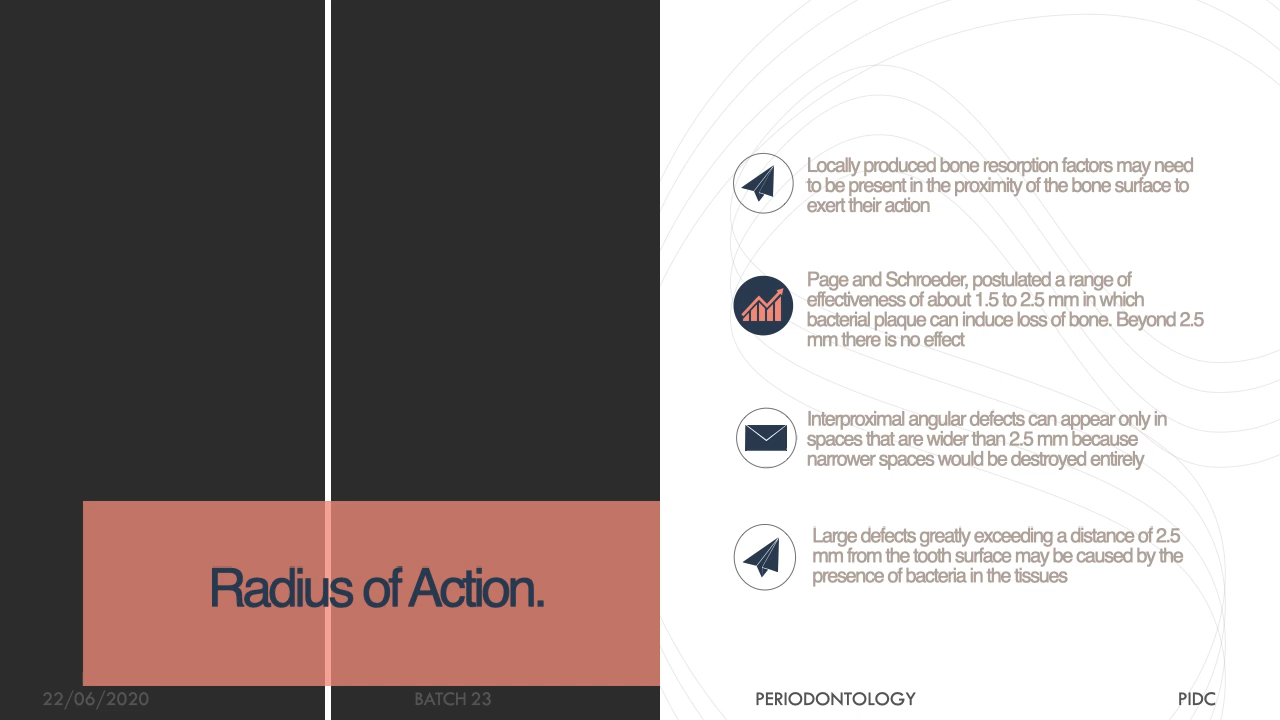 Locally produced bone resorption factors may need
to be present in the proximity of the bone surface to
exert their action
Page and Schroeder, postulated a range of
effectiveness of about 1.5 to 2.5 mm in which
bacterial plaque can induce loss of bone. Beyond 2.5
mm there is no effect
Interproximal angular defects can appear only in
spaces that are wider than 2.5 mm because
narrower spaces would be destroyed entirely
Large defects greatly exceeding a distance of 2.5
mm from the tooth surface may be caused by the
presence of bacteria in the tissues
Radius of Action.
22/06/2020
BATCH 23
PERIODONTOLOGY
PIDC